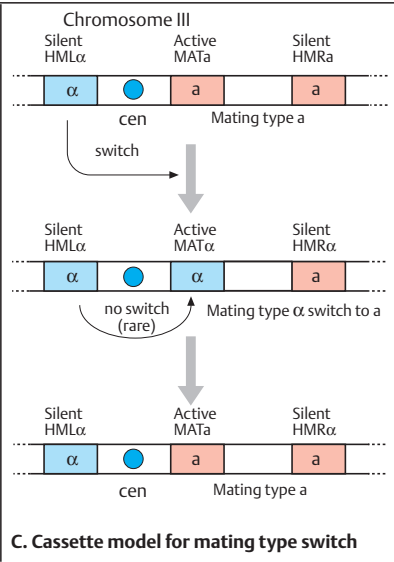 Chromosome III
Silent
HMLα
Active
MATa
Silent
HMRa
α
a
a
cen
Mating type a
switch
Silent
HMLα
Active
MATα
Silent
HMRα
α
α
a
no switch
(rare)
Mating type α switch to a
Silent
HMLα
Active
MATa
Silent
HMRα
α
a
a
cen
Mating type a
C. Cassette model for mating type switch